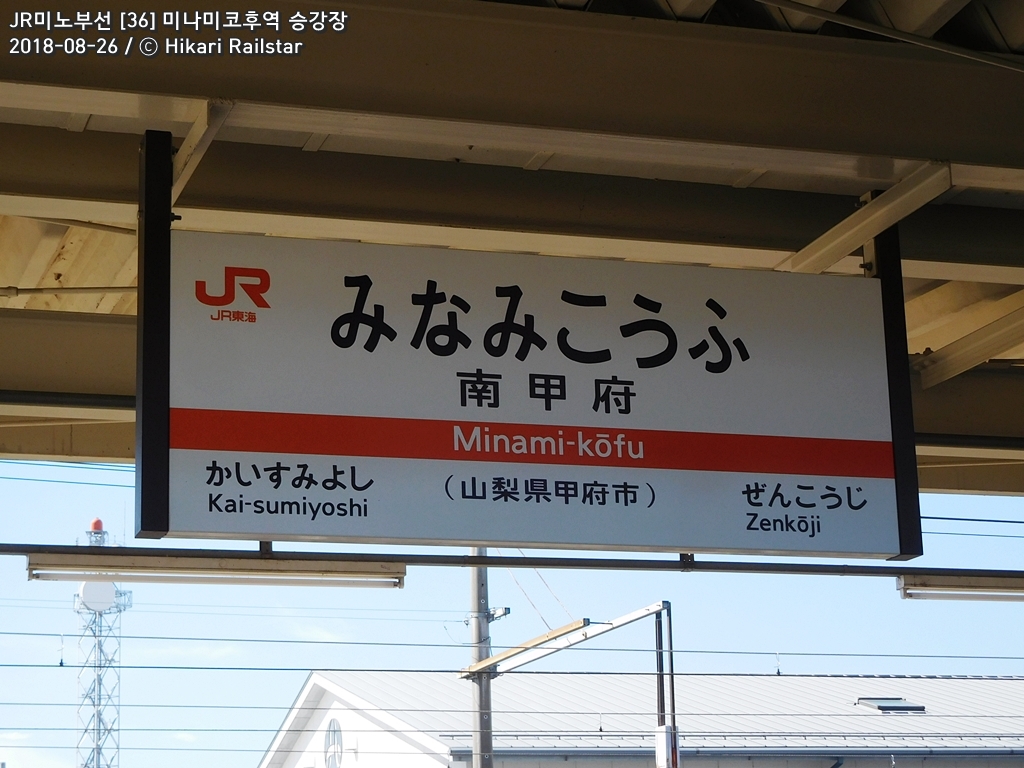 JR미노부선 [36] 미나미코후역 승강장
2018-08-26 / © Hikari Railstar
JR
JR東海
みなみこうふ
南甲府
Minami-kōfu
かいすみよし
Kai-sumiyoshi
（山梨県甲府市）
ぜんこうじ
Zenkōji